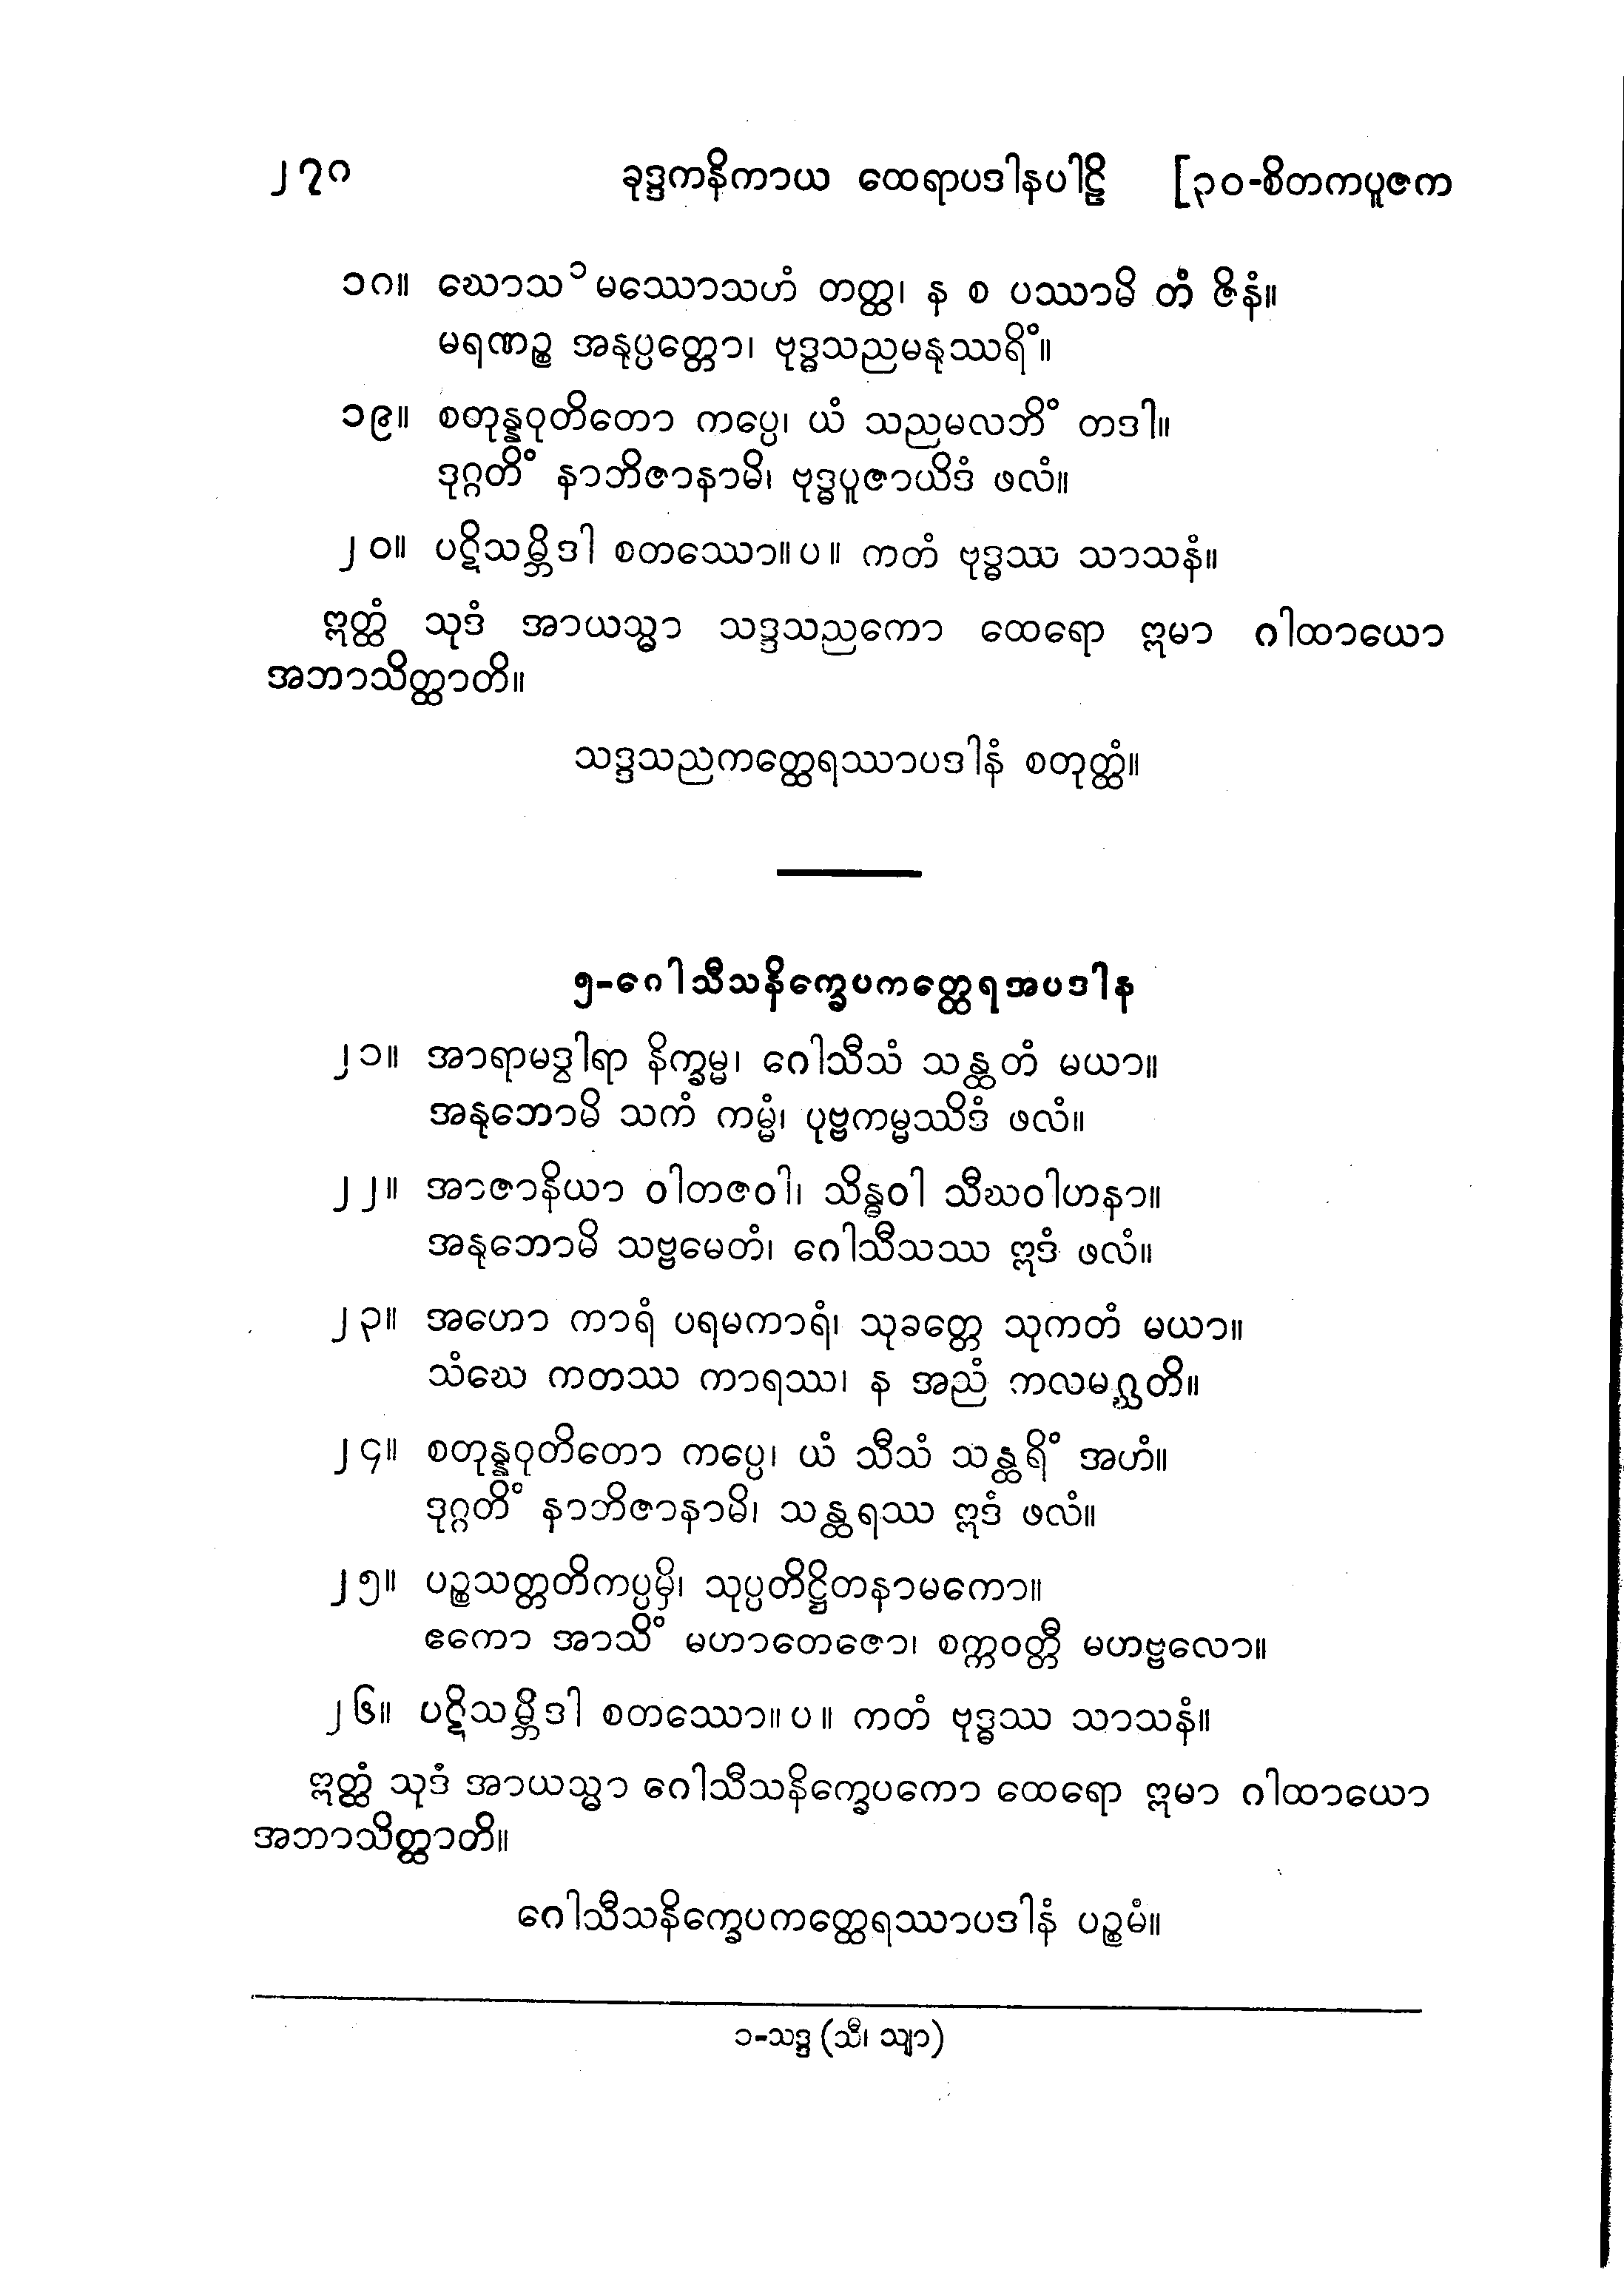 ၂၇၈ ခုဒ္ဒကနိကာယ ထေရာပဒါနပါဠိ [၃၀-စိတကပူဇက
၁၈။ ဃောသ၁မဿောသဟံ တတ္ထ၊ န စ ပဿာမိ တံ ဇိနံ။
မရဏဉ္စ အနုပ္ပတ္တော၊ ဗုဒ္ဓသညမနုဿရိံ။
၁၉။ စတုန္နဝုတိတော ကပ္ပေ၊ ယံ သညမလဘိံ တဒါ။
ဒုဂ္ဂတိံ နာဘိဇာနာမိ၊ ဗုဒ္ဓပူဇာယိဒံ ဖလံ။
၂၀။ ပဋိသမ္ဘိဒါ စတဿော။ပ။ ကတံ ဗုဒ္ဓဿ သာသနံ။
ဣတ္ထံ သုဒံ အာယသ္မာ သဒ္ဒသညကော ထေရော ဣမာ ဂါထာယော
အဘာသိတ္ထာတိ။
သဒ္ဒသညကတ္ထေရဿာပဒါနံ စတုတ္ထံ။
၅-ဂေါသီသနိက္ခေပကတ္ထေရအပဒါန
၂၁။ အာရာမဒွါရာ နိက္ခမ္မ၊ ဂေါသီသံ သန္ထတံ မယာ။
အနုဘောမိ သကံ ကမ္မံ၊ ပုဗ္ဗကမ္မဿိဒံ ဖလံ။
၂၂။ အာဇာနိယာ ဝါတဇဝါ၊ သိန္ဓဝါ သီဃဝါဟနာ။
အနုဘောမိ သဗ္ဗမေတံ၊ ဂေါသီသဿ ဣဒံ ဖလံ။
၂၃။ အဟော ကာရံ ပရမကာရံ၊ သုခတ္တေ သုကတံ မယာ။
သံဃေ ကတဿ ကာရဿ၊ န အညံ ကလမဂ္ဃတိ။
၂၄။ စတုန္နဝုတိတော ကပ္ပေ၊ ယံ သီသံ သန္ထရိံ အဟံ။
ဒုဂ္ဂတိံ နာဘိဇာနာမိ၊ သန္ထရဿ ဣဒံ ဖလံ။
၂၅။ ပဉ္စသတ္တတိကပ္ပမှိ၊ သုပ္ပတိဋ္ဌိတနာမကော။
ဧကော အာသိံ မဟာတေဇော၊ စက္ကဝတ္တီ မဟဗ္ဗလော။
၂၆။ ပဋိသမ္ဘိဒါ စတဿော။ပ။ ကတံ ဗုဒ္ဓဿ သာသနံ။
ဣတ္ထံ သုဒံ အာယသ္မာ ဂေါသီသနိက္ခေပကော ထေရော ဣမာ ဂါထာယော
အဘာသိတ္ထာတိ။
ဂေါသီသနိက္ခေပကတ္ထေရဿာပဒါနံ ပဉ္စမံ။
၁-သဒ္ဒ (သီ၊ သျာ)